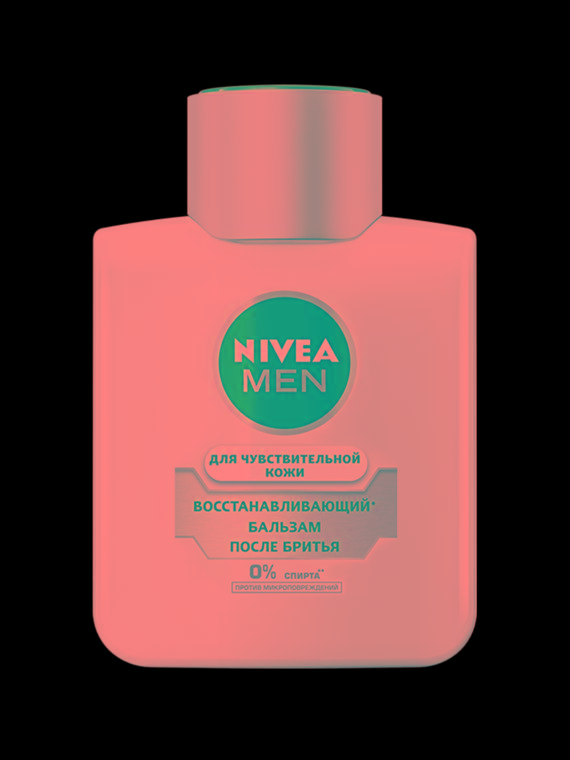 NIVEA
MEN
ДЛЯ ЧУВСТВИТЕЛЬНОЙ
КОЖИ
ВОССТАНАВЛИВАЮЩИЙ*
БАЛЬЗАМ
ПОСЛЕ БРИТЬЯ
0% СПИРТА**
ПРОТИВ МИКРОПОВРЕЖДЕНИЙ